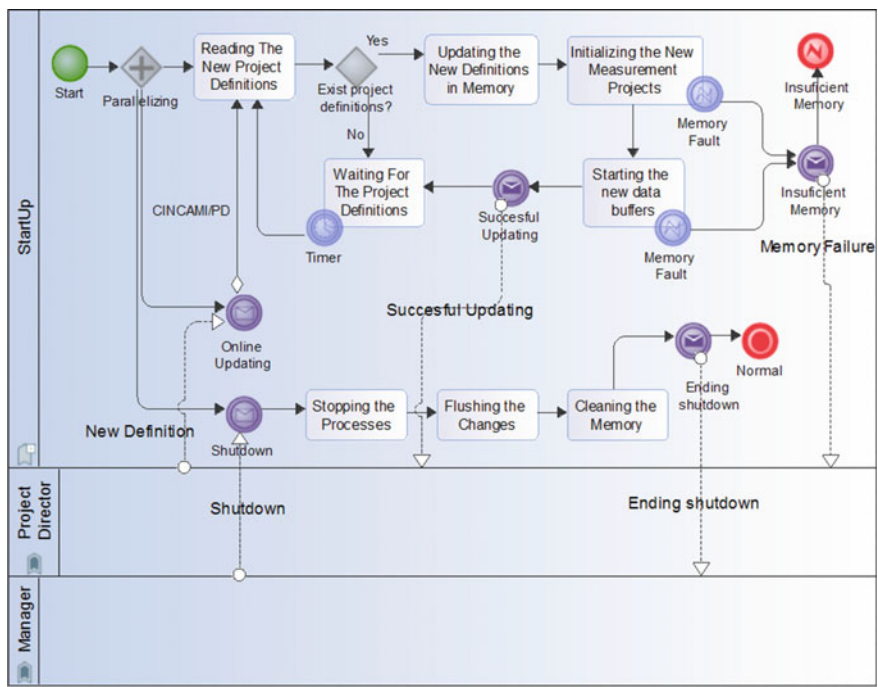 StartUp
Start
Parallelizing
Reading The
New Project
Definitions
Yes
Exist project
definitions?
No
Updating the
New Definitions
in Memory
Initializing the New
Measurement
Projects
Memory
Fault
Insuficient
Memory
Waiting For
The Project
Definitions
Timer
Succesful
Updating
Starting the
new data
buffers
Memory
Fault
Insuficient
Memory
CINCAMI/PD
Memory Failure
Succesful Updating
Online
Updating
New Definition
Shutdown
Stopping the
Processes
Flushing the
Changes
Cleaning the
Memory
Ending
shutdown
Normal
Project
Director
Shutdown
Ending shutdown
Manager